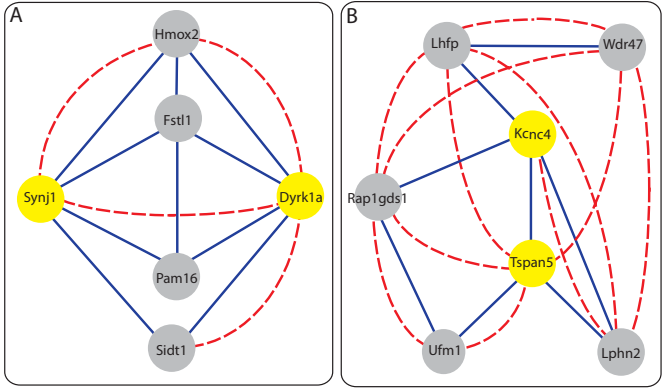 A
Hmox2
Fstl1
Synj1
Dyrk1a
Pam16
Sidt1
B
Lhfp
Wdr47
Kcnc4
Rap1gds1
Tspan5
Ufm1
Lphn2